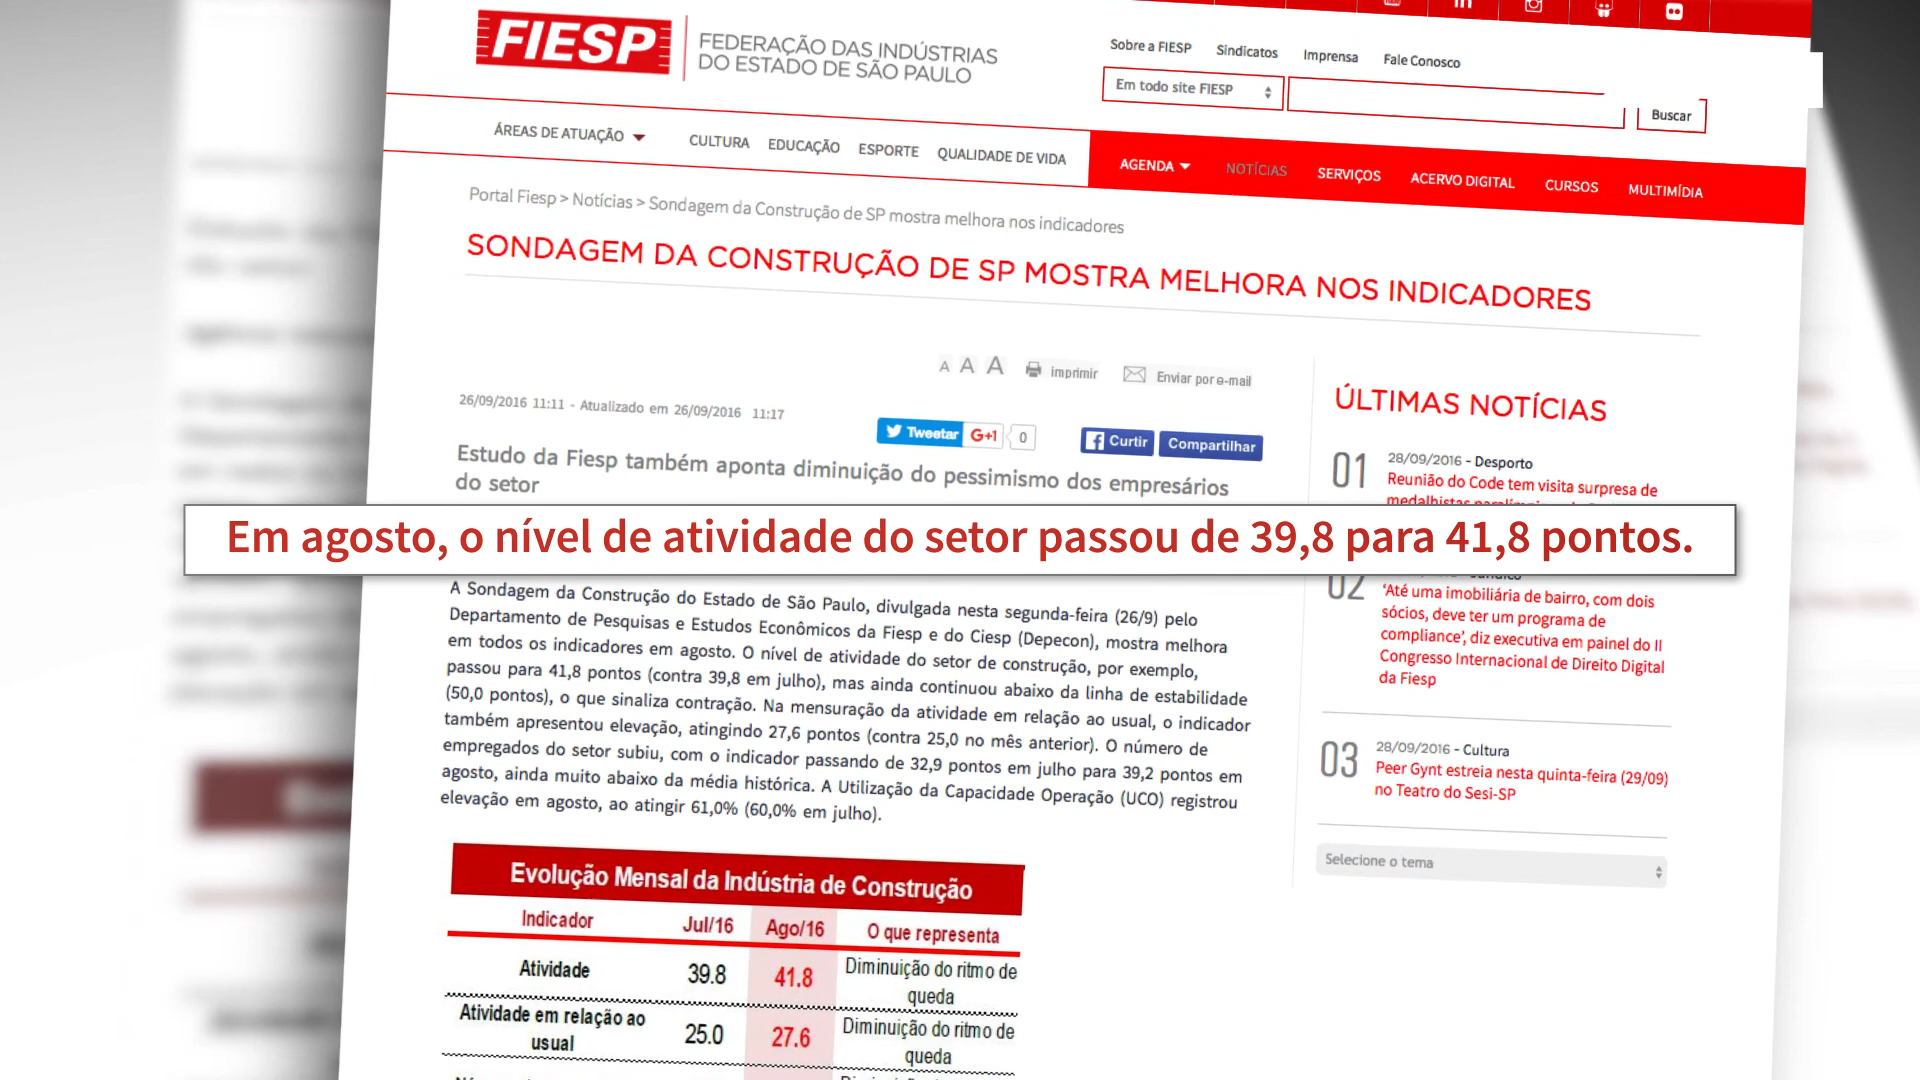 FIESP
FEDERAÇÃO DAS INDÚSTRIAS
DO ESTADO DE SÃO PAULO
Sobre a FIESP Sindicatos Imprensa Fale Conosco
Em todo site FIESP
Buscar
ÁREAS DE ATUAÇÃO CULTURA EDUCAÇÃO ESPORTE QUALIDADE DE VIDA AGENDA NOTÍCIAS SERVIÇOS ACERVO DIGITAL CURSOS MULTIMÍDIA
Portal Fiesp > Notícias > Sondagem da Construção de SP mostra melhora nos indicadores
SONDAGEM DA CONSTRUÇÃO DE SP MOSTRA MELHORA NOS INDICADORES
A A A imprimir Enviar por e-mail
26/09/2016 11:11 - Atualizado em 26/09/2016 11:17
Tweetar G+1 0 Curtir Compartilhar
Estudo da Fiesp também aponta diminuição do pessimismo dos empresários
do setor
Em agosto, o nível de atividade do setor passou de 39,8 para 41,8 pontos.
A Sondagem da Construção do Estado de São Paulo, divulgada nesta segunda-feira (26/9) pelo
Departamento de Pesquisas e Estudos Econômicos da Fiesp e do Ciesp (Depecon), mostra melhora
em todos os indicadores em agosto. O nível de atividade do setor de construção, por exemplo,
passou para 41,8 pontos (contra 39,8 em julho), mas ainda continuou abaixo da linha de estabilidade
(50,0 pontos), o que sinaliza contração. Na mensuração da atividade em relação ao usual, o indicador
também apresentou elevação, atingindo 27,6 pontos (contra 25,0 no mês anterior). O número de
empregados do setor subiu, com o indicador passando de 32,9 pontos em julho para 39,2 pontos em
agosto, ainda muito abaixo da média histórica. A Utilização da Capacidade Operação (UCO) registrou
elevação em agosto, ao atingir 61,0% (60,0% em julho).
Evolução Mensal da Indústria de Construção
Indicador Jul/16 Ago/16 O que representa
Atividade 39.8 41.8 Diminuição do ritmo de
queda
Atividade em relação ao
usual 25.0 27.6 Diminuição do ritmo de
queda
ÚLTIMAS NOTÍCIAS
01
28/09/2016 - Desporto
Reunião do Code tem visita surpresa de
medalhistas
02
'Até uma imobiliária de bairro, com dois
sócios, deve ter um programa de
compliance', diz executiva em painel do II
Congresso Internacional de Direito Digital
da Fiesp
03
28/09/2016 - Cultura
Peer Gynt estreia nesta quinta-feira (29/09)
no Teatro do Sesi-SP
Selecione o tema